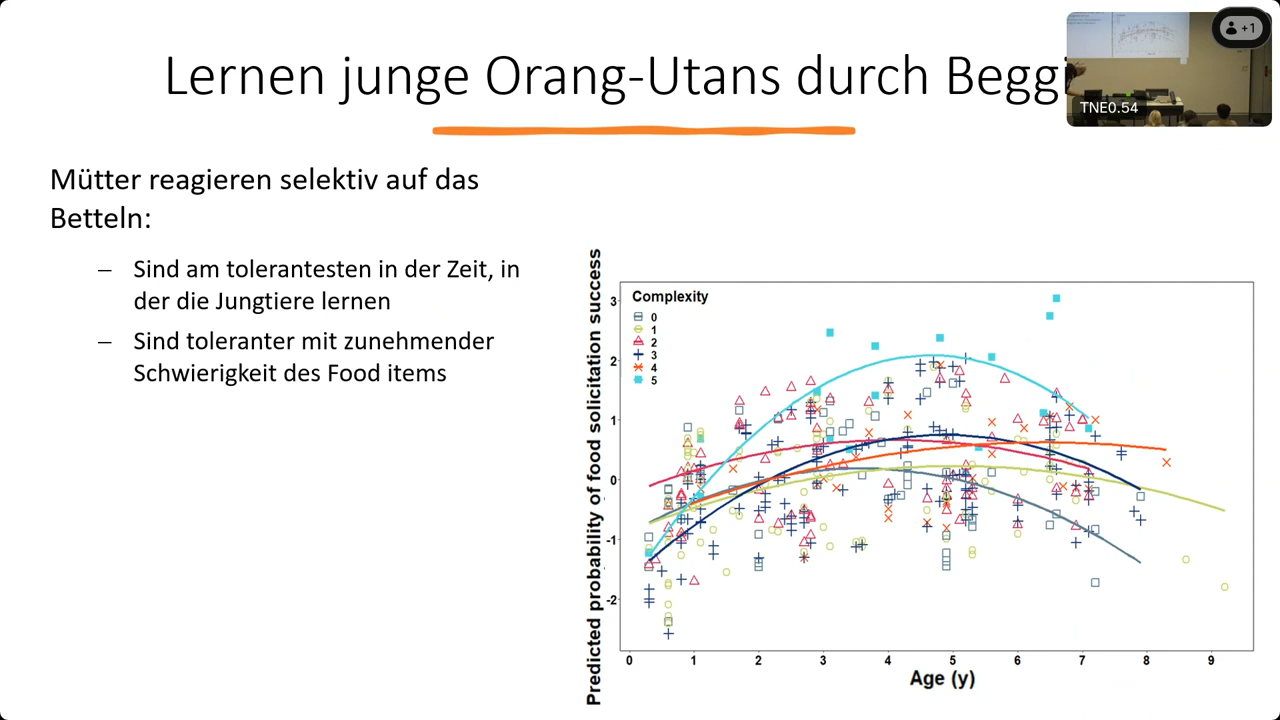 Lernen junge Orang-Utans durch Beggi
+1
TNE0.54
Mütter reagieren selektiv auf das
Betteln:
– Sind am tolerantesten in der Zeit, in
der die Jungtiere lernen
– Sind toleranter mit zunehmender
Schwierigkeit des Food items
Predicted probability of food solicitation success
Complexity
0
1
2
3
4
5
3
2
1
0
-1
-2
0 1 2 3 4 5 6 7 8 9
Age (y)